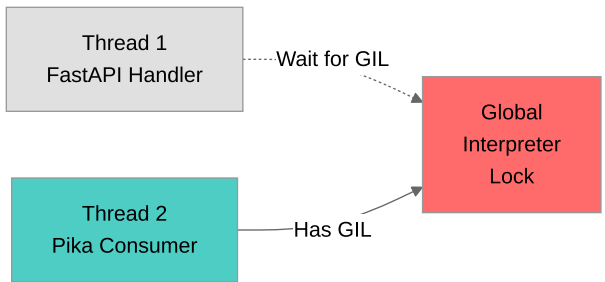 Thread 1
FastAPI Handler
Wait for GIL
Global
Interpreter
Lock
Thread 2
Pika Consumer
Has GIL